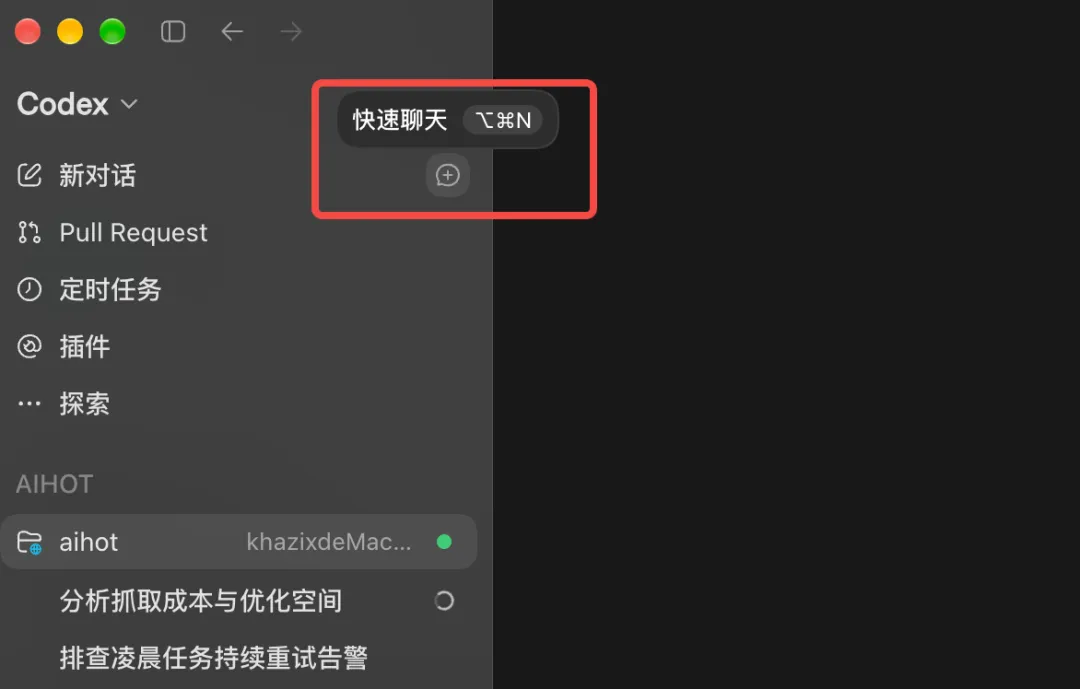 Codex
快速聊天 ⌥⌘N
新对话
Pull Request
定时任务
插件
探索
AIHOT
aihot khazixdeMac...
分析抓取成本与优化空间
排查凌晨任务持续重试告警